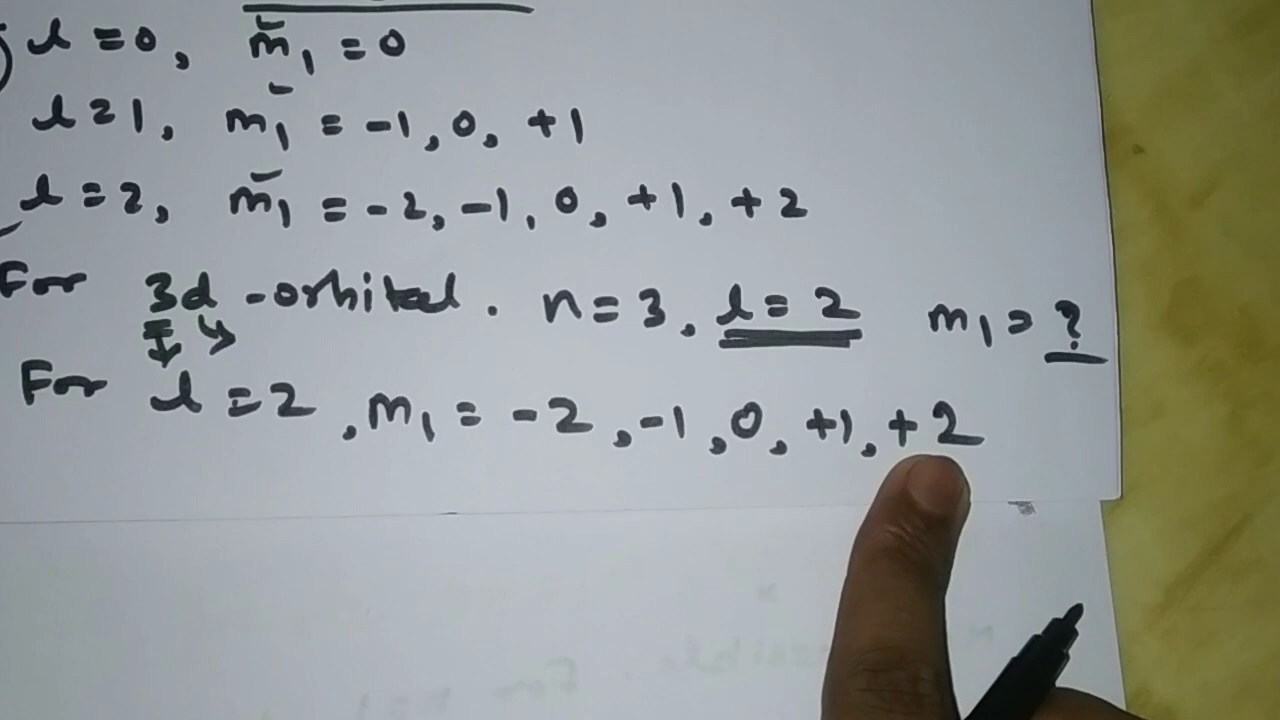 l = 0, m₁ = 0
l = 1, m₁ = -1, 0, +1
l = 2, m₁ = -2, -1, 0, +1, +2
For 3d - orbital. n = 3, l = 2 m₁ = ?
For l = 2, m₁ = -2, -1, 0, +1, +2